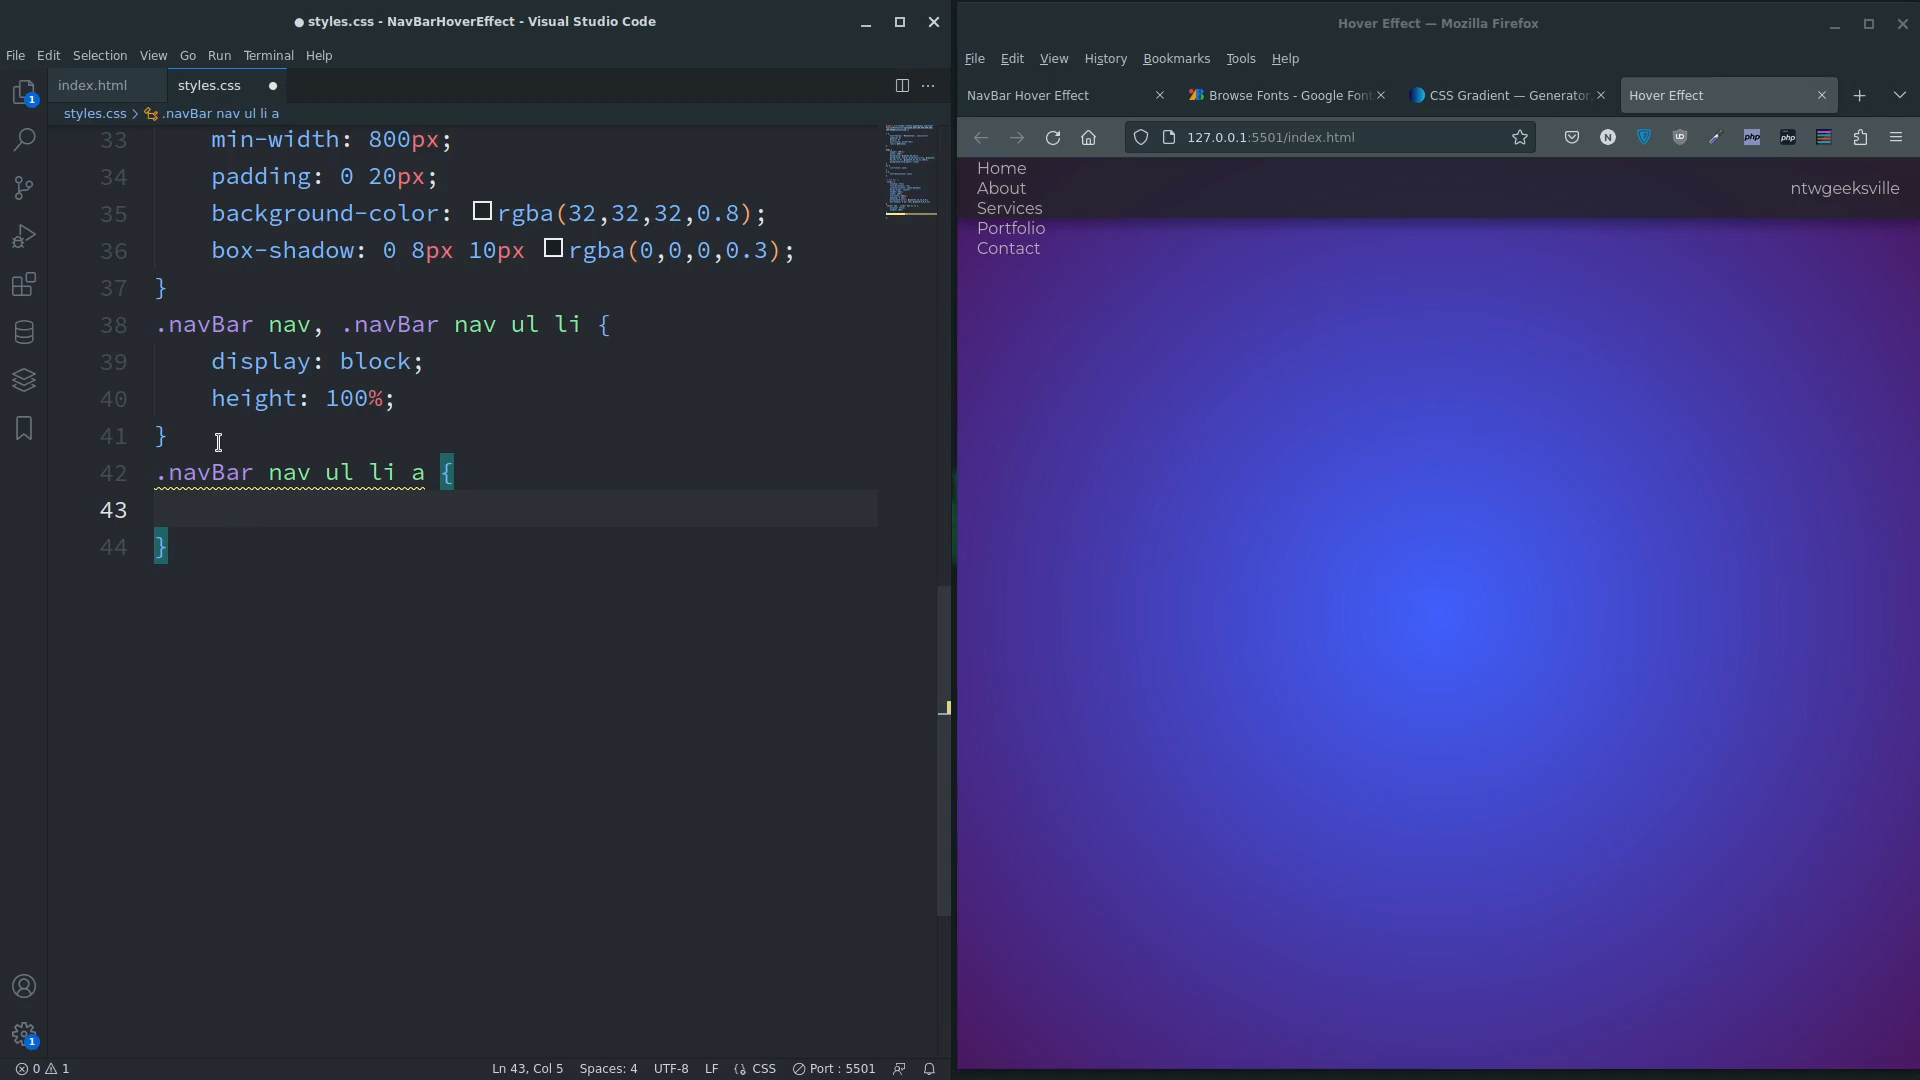 styles.css - NavBarHoverEffect - Visual Studio Code
File Edit Selection View Go Run Terminal Help
index.html styles.css
styles.css > .navBar nav ul li a
33 min-width: 800px;
34 padding: 0 20px;
35 background-color: rgba(32,32,32,0.8);
36 box-shadow: 0 8px 10px rgba(0,0,0,0.3);
37 }
38 .navBar nav, .navBar nav ul li {
39 display: block;
40 height: 100%;
41 }
42 .navBar nav ul li a {
43
44 }
1
1
0 1 Ln 43, Col 5 Spaces: 4 UTF-8 LF {} CSS Port : 5501
Hover Effect — Mozilla Firefox
File Edit View History Bookmarks Tools Help
NavBar Hover Effect Browse Fonts - Google Font CSS Gradient — Generator, Hover Effect
127.0.0.1:5501/index.html N php php
Home
About
Services
Portfolio
Contact
ntwgeeksville